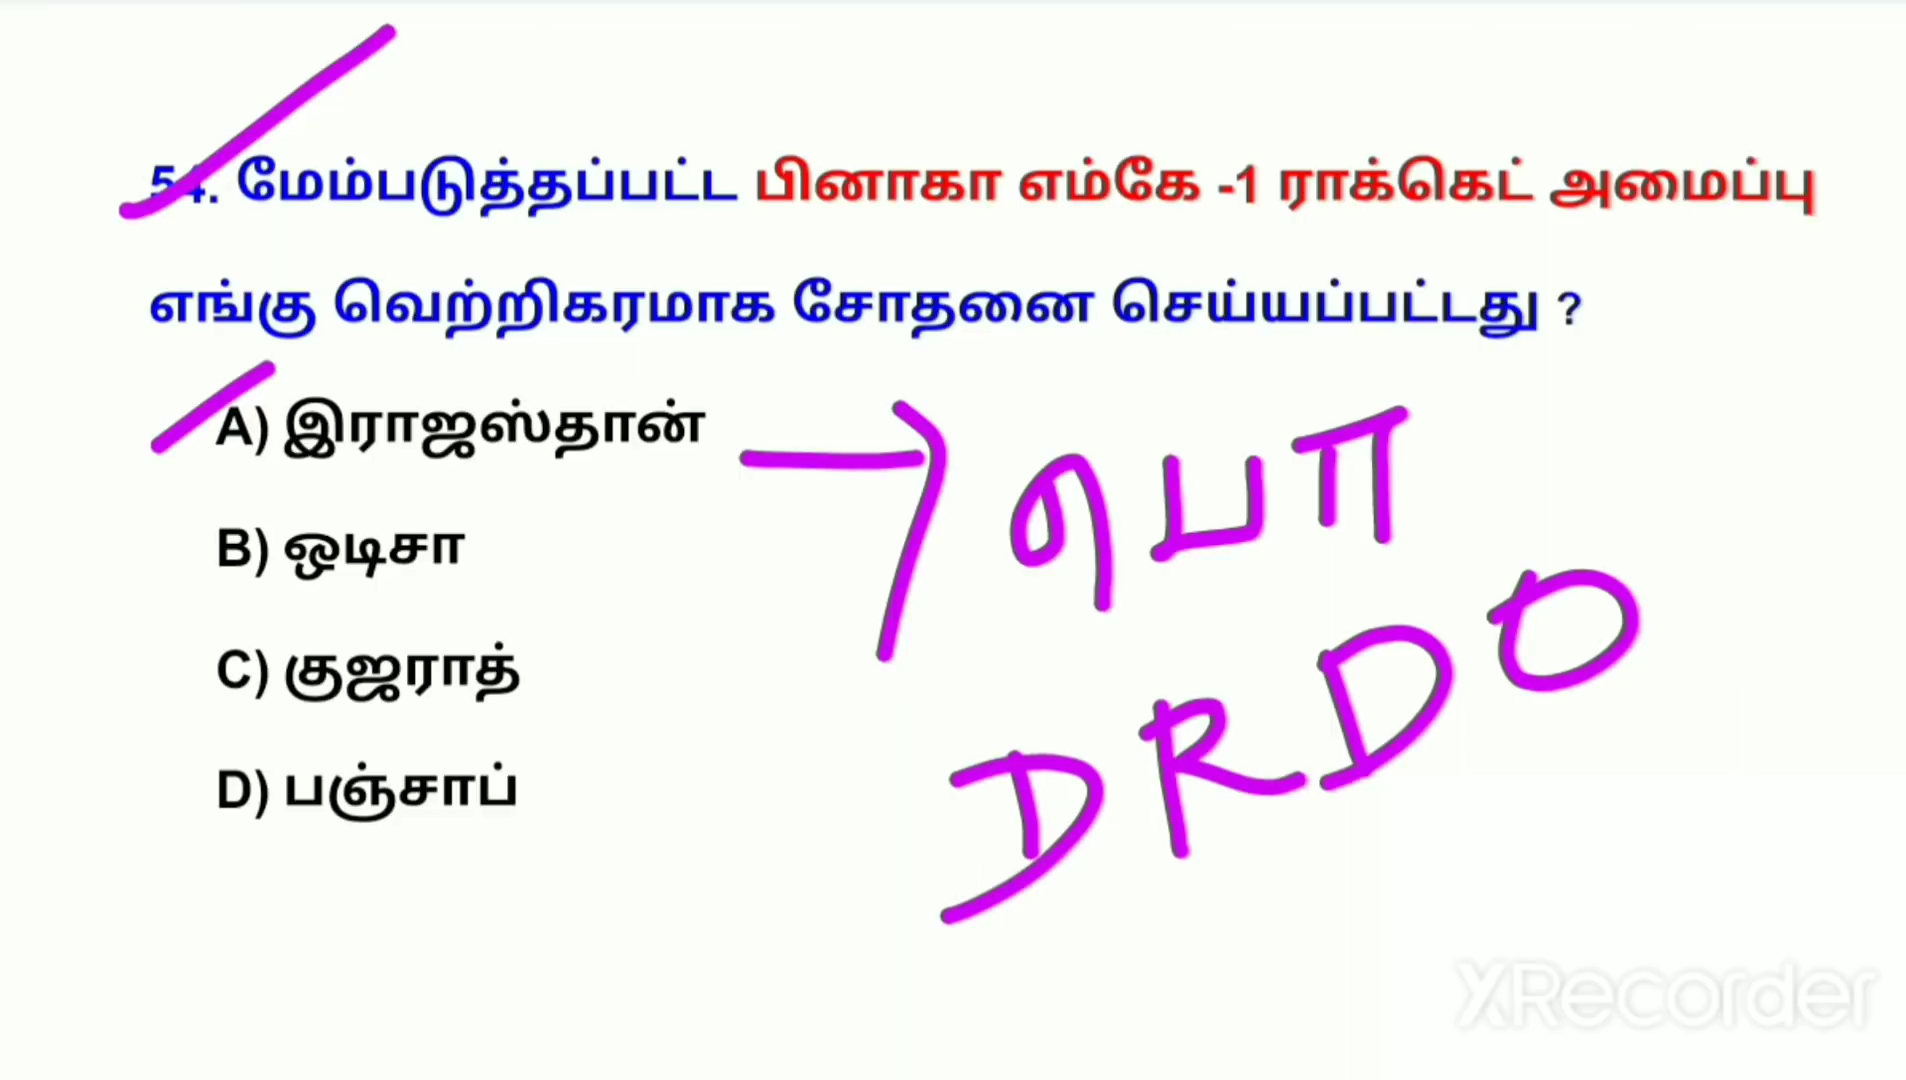 54. மேம்படுத்தப்பட்ட பினாகா எம்கே -1 ராக்கெட் அமைப்பு
எங்கு வெற்றிகரமாக சோதனை செய்யப்பட்டது ?
A) இராஜஸ்தான்
பொ
B) ஒடிசா
C) குஜராத்
DRDO
D) பஞ்சாப்
XRecorder